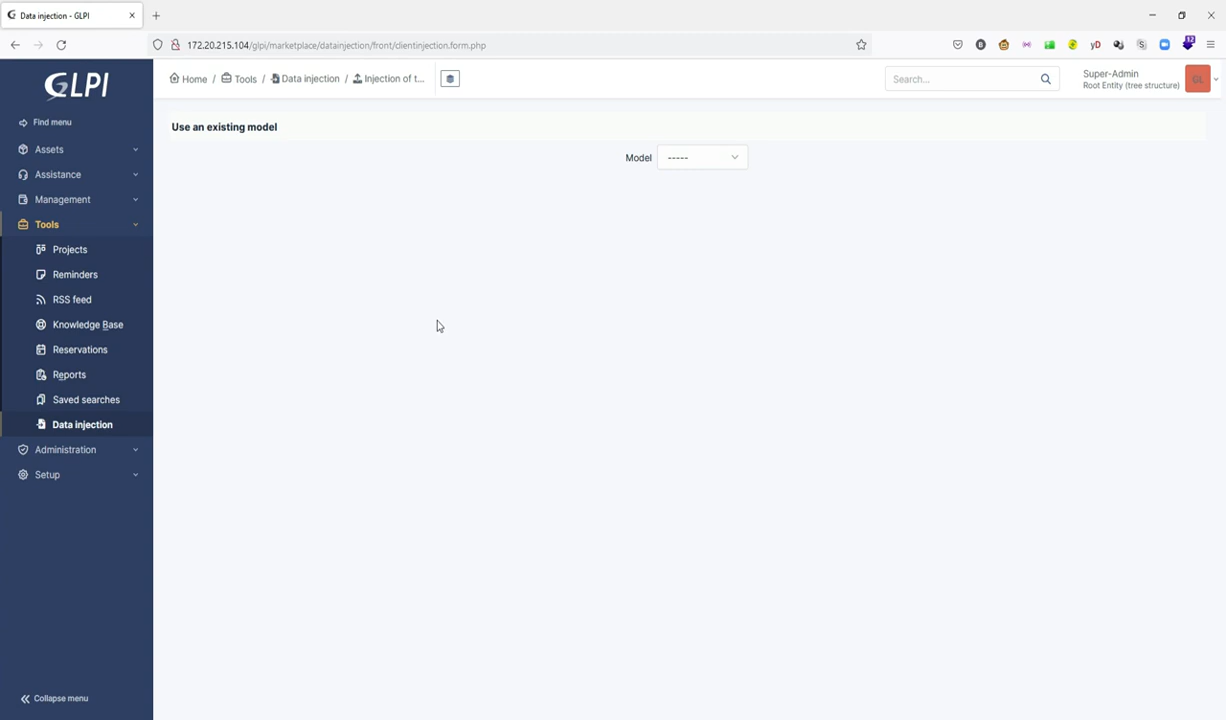 Data injection - GLPI
172.20.215.104/glpi/marketplace/datainjection/front/clientinjection.form.php
12
GLPI
Home / Tools / Data injection / Injection of t...
Search...
Super-Admin
Root Entity (tree structure)
GL
Find menu
Use an existing model
Assets
Model -----
Assistance
Management
Tools
Projects
Reminders
RSS feed
Knowledge Base
Reservations
Reports
Saved searches
Data injection
Administration
Setup
Collapse menu